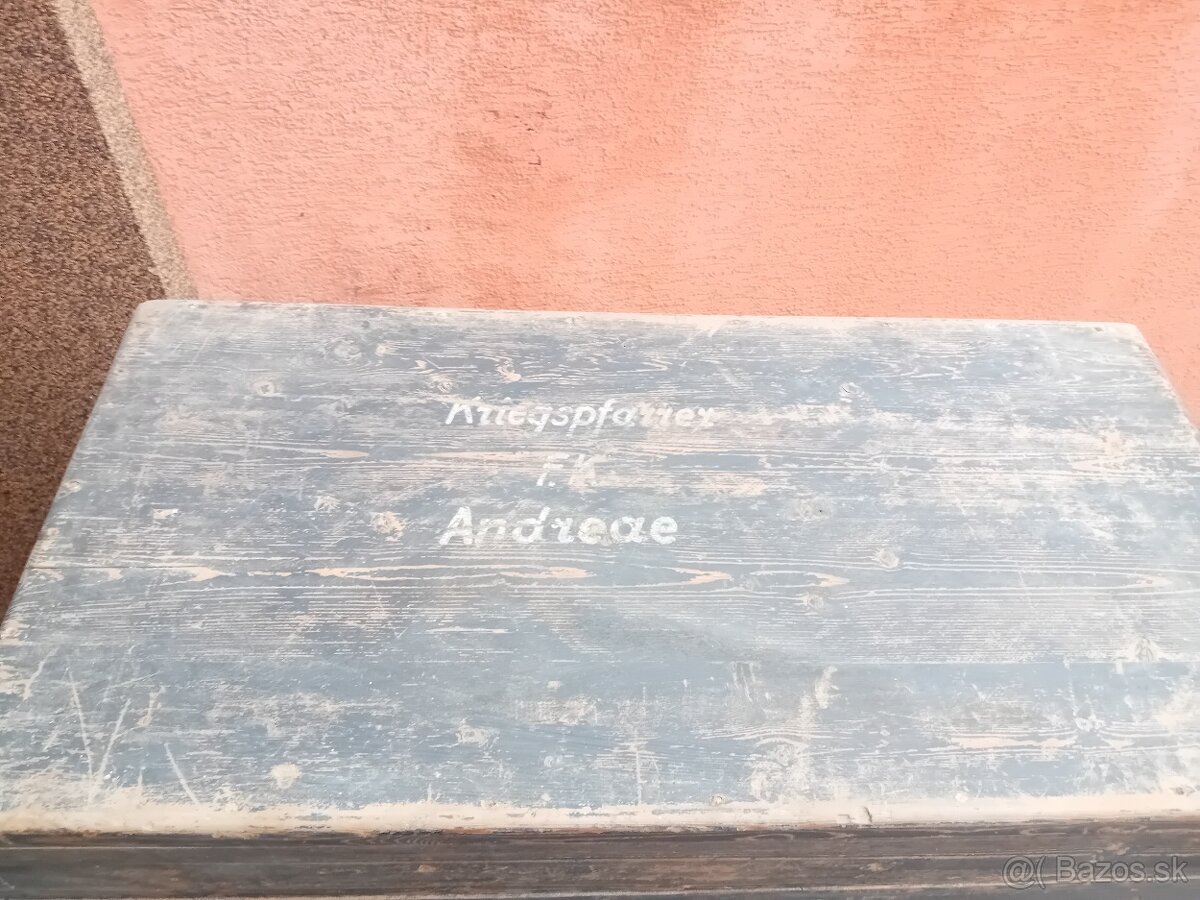 Kriegspfarrer
F.K
Andreae
@( Bazos.sk